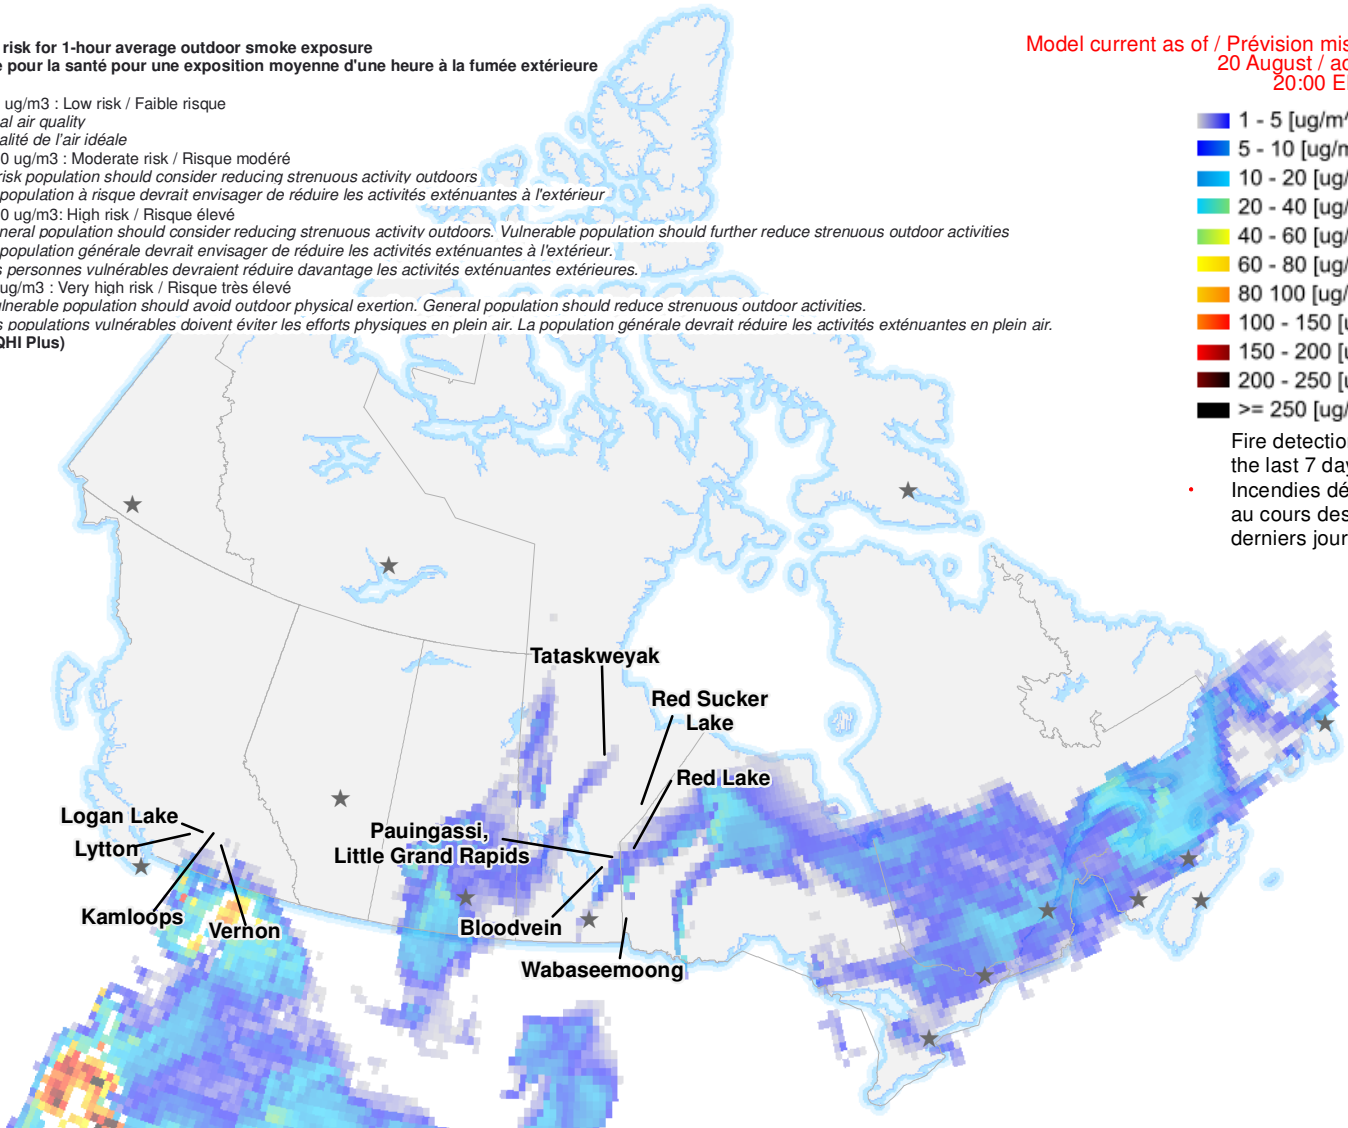 risk for 1-hour average outdoor smoke exposure
pour la santé pour une exposition moyenne d'une heure à la fumée extérieure
ug/m3 : Low risk / Faible risque
al air quality
alité de l'air idéale
0 ug/m3 : Moderate risk / Risque modéré
risk population should consider reducing strenuous activity outdoors
population à risque devrait envisager de réduire les activités exténuantes à l'extérieur
0 ug/m3: High risk / Risque élevé
neral population should consider reducing strenuous activity outdoors. Vulnerable population should further reduce strenuous outdoor activities
population générale devrait envisager de réduire les activités exténuantes à l'extérieur.
s personnes vulnérables devraient réduire davantage les activités exténuantes extérieures.
ug/m3 : Very high risk / Risque très élevé
ulnerable population should avoid outdoor physical exertion. General population should reduce strenuous outdoor activities.
s populations vulnérables doivent éviter les efforts physiques en plein air. La population générale devrait réduire les activités exténuantes en plein air.
QHI Plus)
Model current as of / Prévision mis
20 August / ao
20:00 E
1 - 5 [ug/m^
5 - 10 [ug/m
10 - 20 [ug/
20 - 40 [ug/
40 - 60 [ug/
60 - 80 [ug/
80 100 [ug/
100 - 150 [u
150 - 200 [u
200 - 250 [u
>= 250 [ug/
Fire detection
the last 7 day
Incendies dé
au cours des
derniers jour
Tataskweyak
Red Sucker
Lake
Red Lake
Logan Lake
Lytton
Pauingassi,
Little Grand Rapids
Kamloops
Vernon
Bloodvein
Wabaseemoong